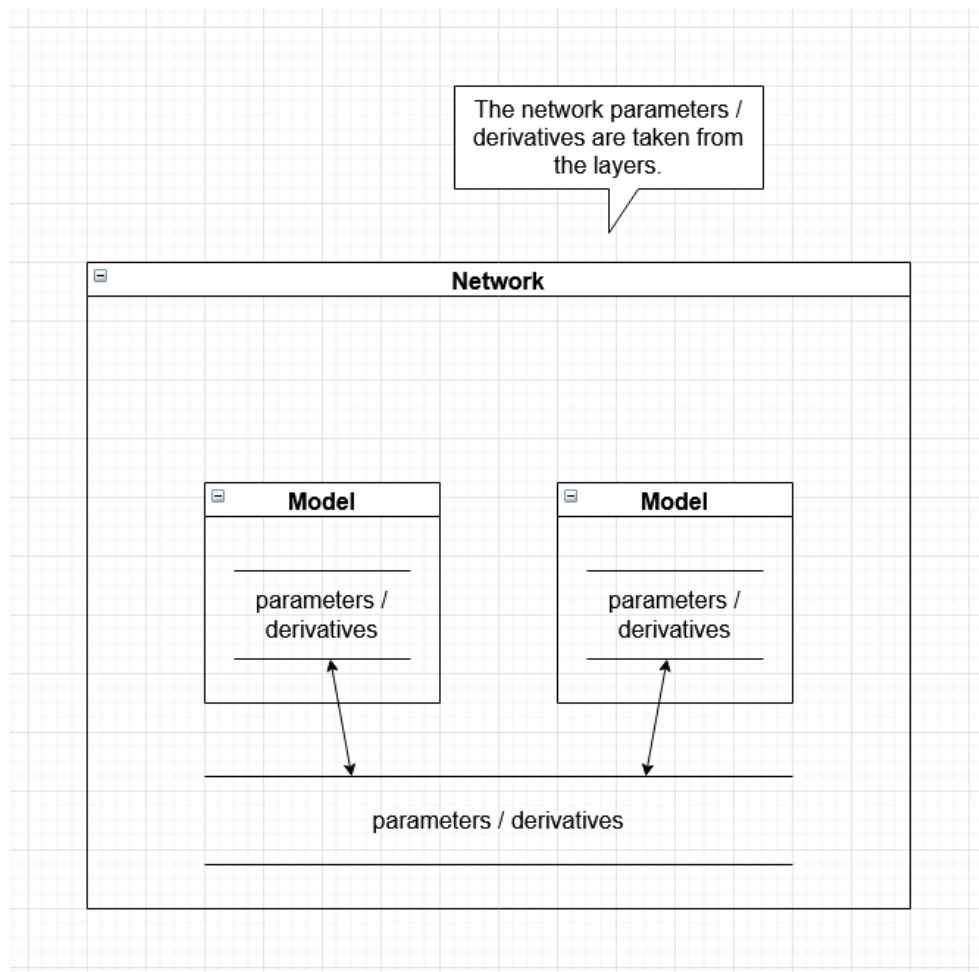 The network parameters /
derivatives are taken from
the layers.
Network
Model
Model
parameters /
derivatives
parameters /
derivatives
parameters / derivatives